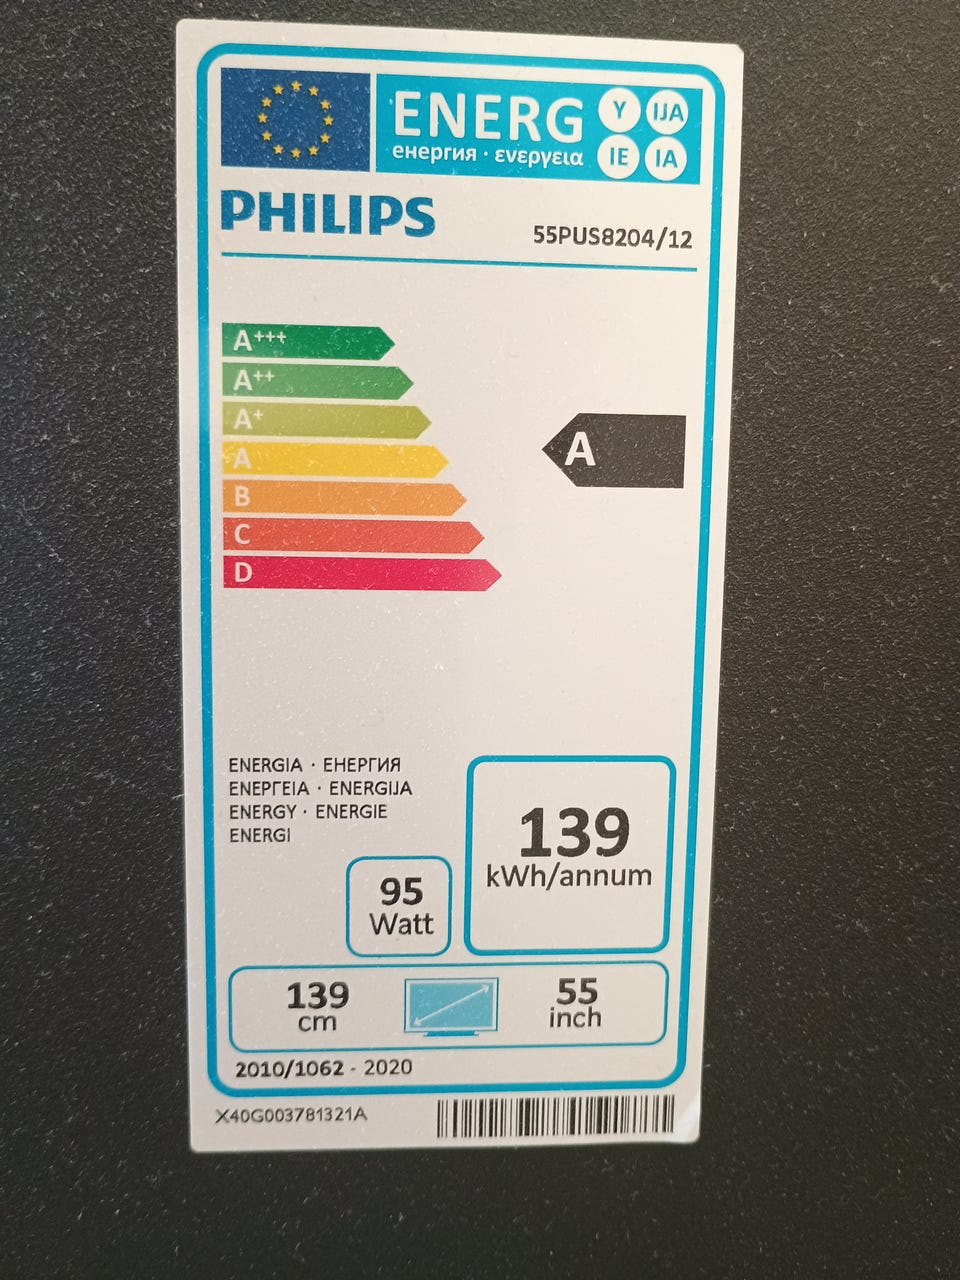 ENERG Y IJA
енергия · ενεργεια IE IA
PHILIPS
55PUS8204/12
A+++
A++
A+
A
B
C
D
A
ENERGIA · ЕНЕРГИЯ
ΕΝΕΡΓΕΙΑ · ENERGIJA
ENERGY · ENERGIE
ENERGI
139
kWh/annum
95
Watt
139
cm
55
inch
2010/1062 - 2020
X40G003781321A